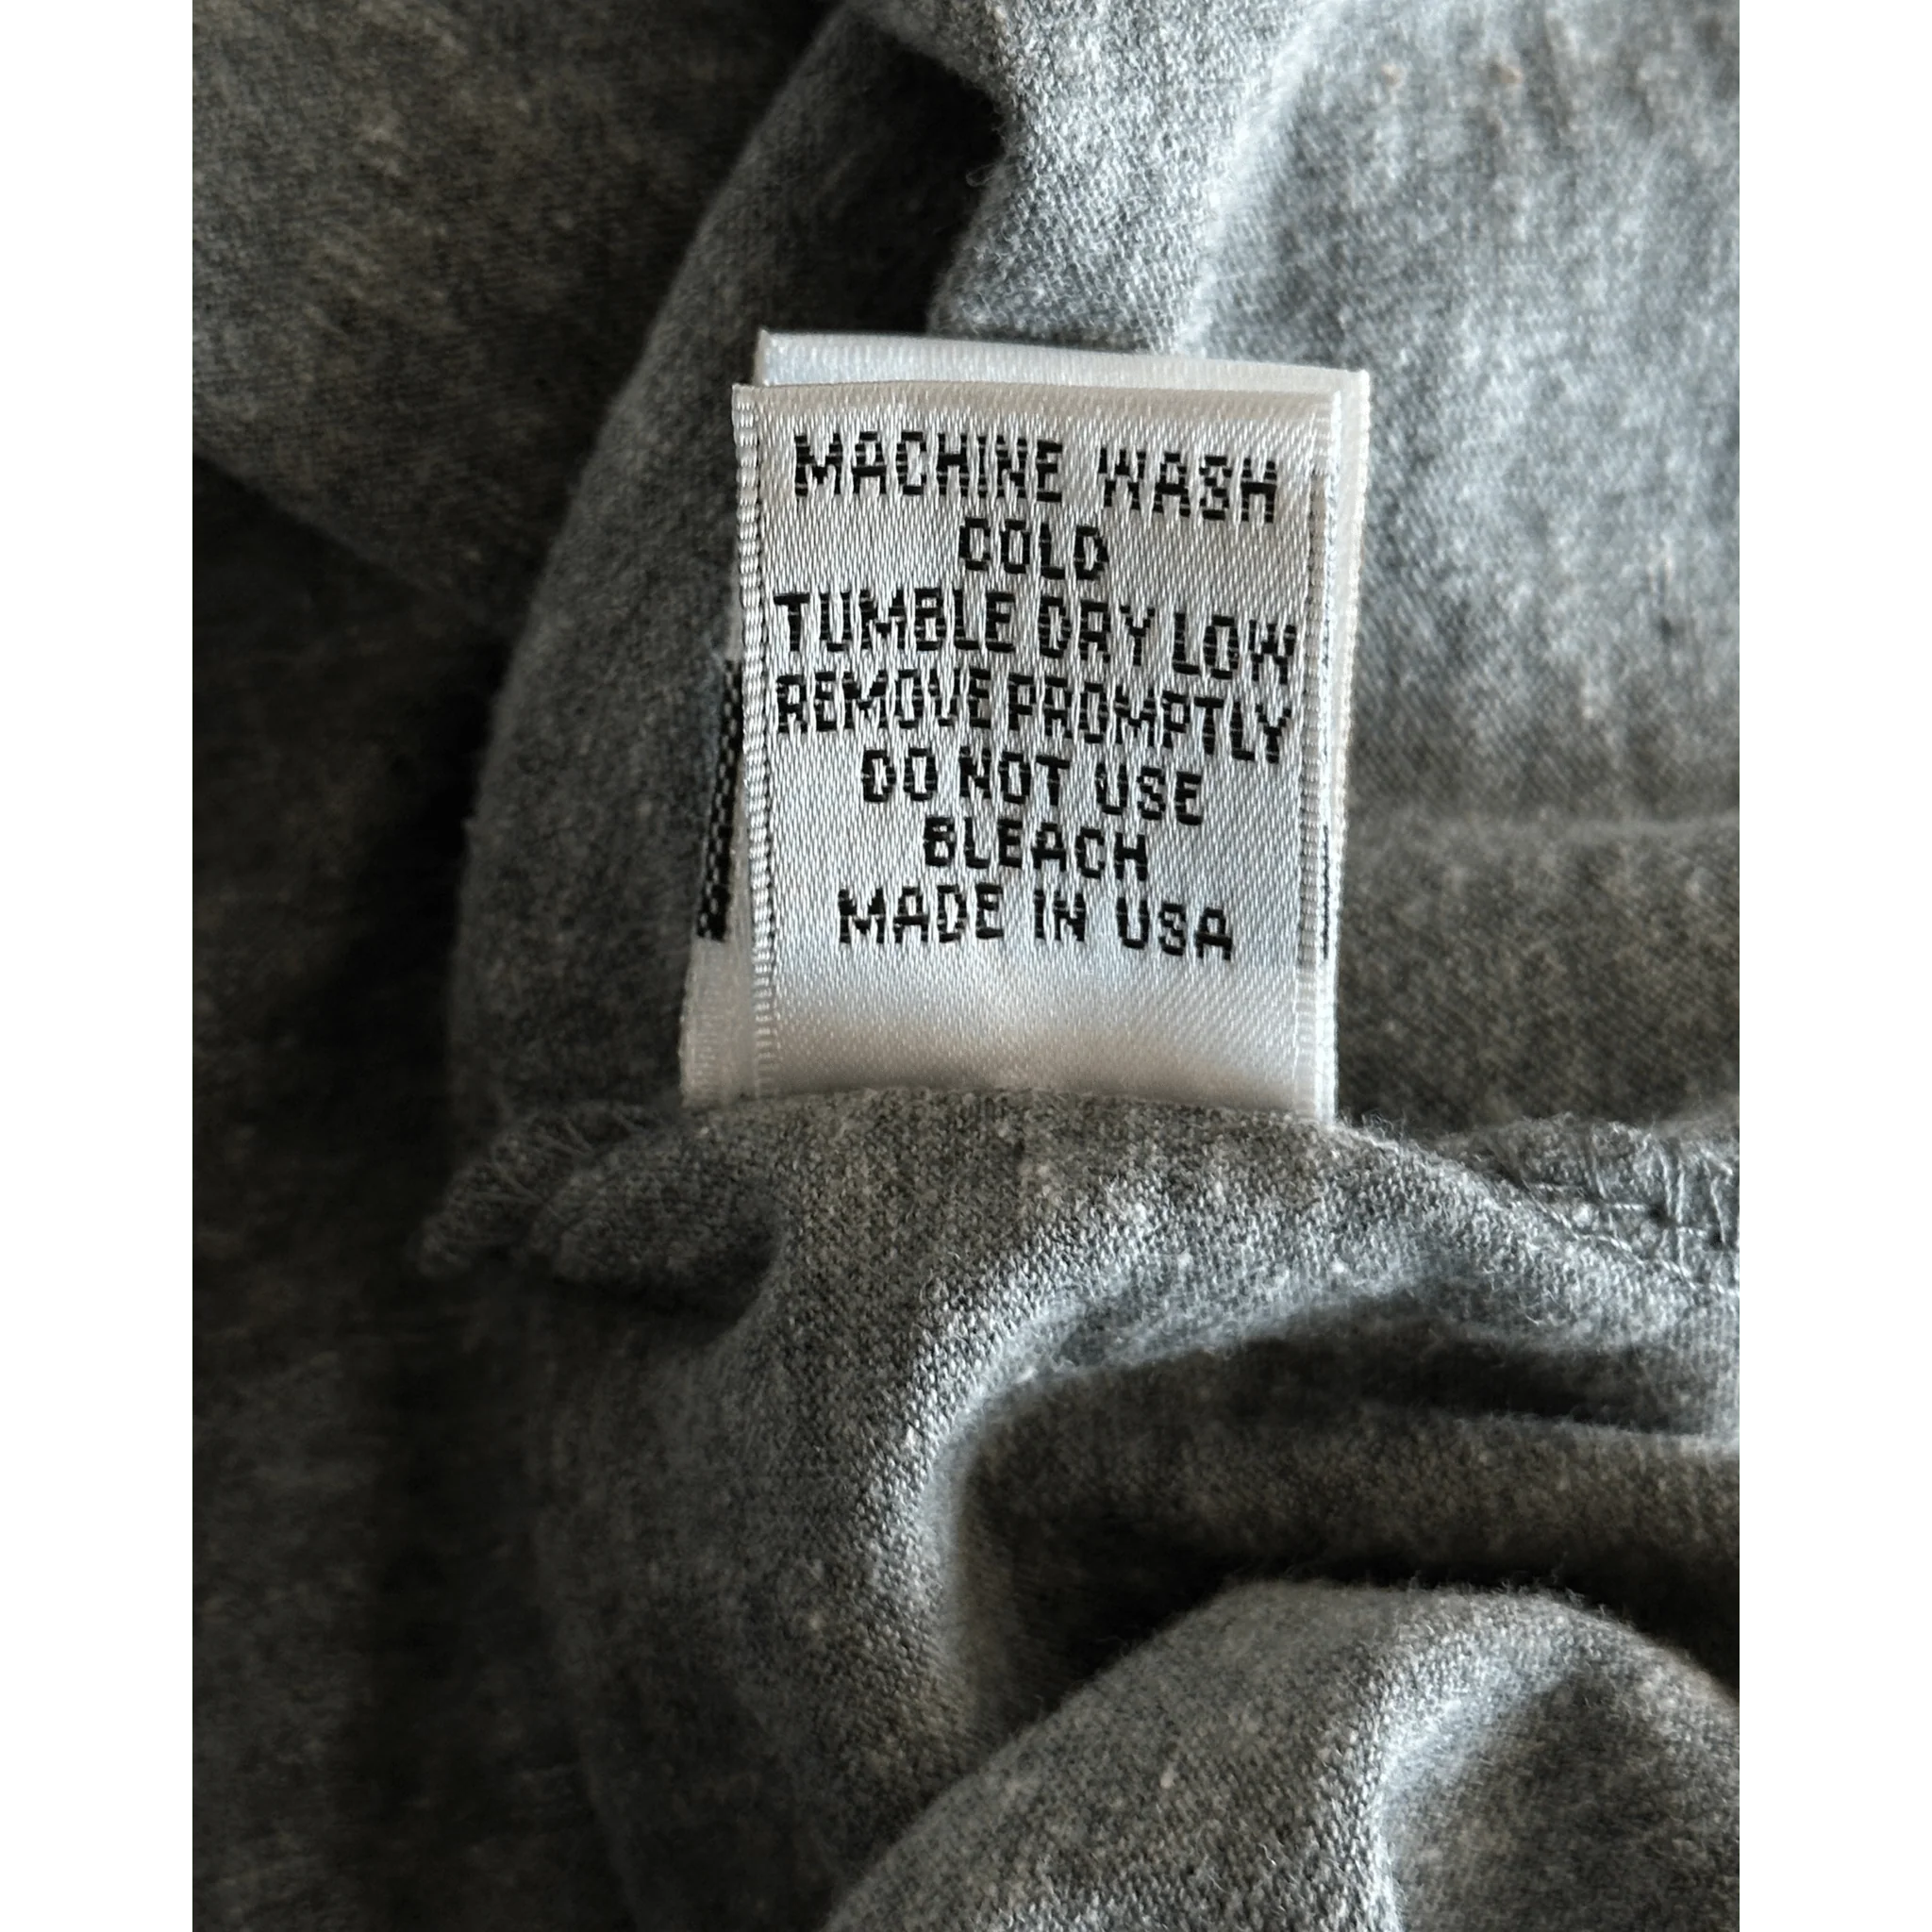 MACHINE WASH
COLD
TUMBLE DRY LOW
REMOVE PROMPTLY
DO NOT USE
BLEACH
MADE IN USA